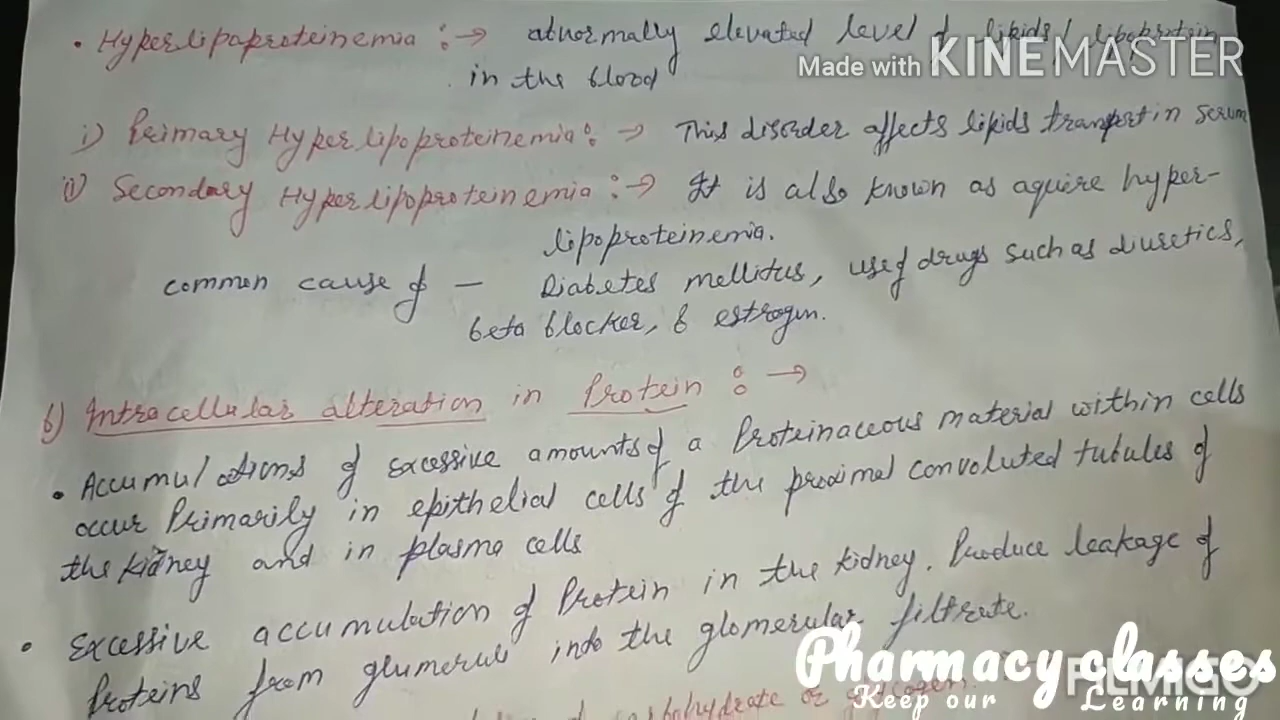 • Hyperlipoproteinemia :→ abnormally elevated level of lipids/ lipoprotein
in the blood
Made with KINEMASTER
i) Primary Hyperlipoproteinemia :→ This disorder affects lipids transport in serum
ii) Secondary Hyperlipoproteinemia :→ It is also known as aquire hyper-
lipoproteinemia.
common cause of — Diabetes mellitus, use of drugs such as diuretics,
beta blocker, & estrogen.
b) Intracellular alteration in Protein :→
• Accumulations of excessive amounts of a Proteinaceous material within cells
occur Primarily in epithelial cells of the proximal convoluted tubules of
the kidney and in plasma cells
• Excessive accumulation of Protein in the kidney. Produce leakage of
Proteins from glumerulu into the glomerular filtrate.
carbohydrate or glycogen
Pharmacy classes
Keep our Learning
FILMIGO